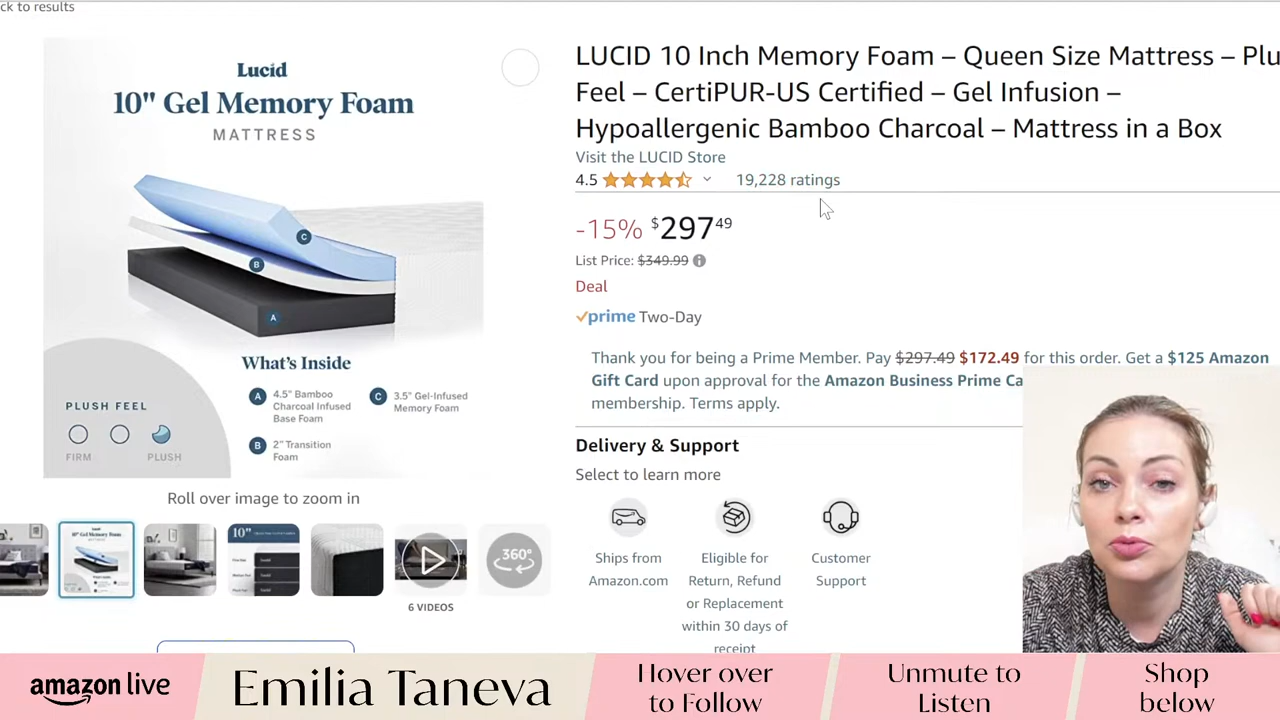 ck to results
Lucid
10" Gel Memory Foam
MATTRESS
C
B
A
What's Inside
A 4.5" Bamboo
Charcoal Infused
Base Foam
C 3.5" Gel-Infused
Memory Foam
B 2" Transition
Foam
PLUSH FEEL
FIRM PLUSH
Roll over image to zoom in
360°
6 VIDEOS
LUCID 10 Inch Memory Foam – Queen Size Mattress – Plu
Feel – CertiPUR-US Certified – Gel Infusion –
Hypoallergenic Bamboo Charcoal – Mattress in a Box
Visit the LUCID Store
4.5 19,228 ratings
-15% $297 49
List Price: $349.99
Deal
prime Two-Day
Thank you for being a Prime Member. Pay $297.49 $172.49 for this order. Get a $125 Amazon
Gift Card upon approval for the Amazon Business Prime Ca
membership. Terms apply.
Delivery & Support
Select to learn more
Ships from
Amazon.com
Eligible for
Return, Refund
or Replacement
within 30 days of
receipt
Customer
Support
amazon live
Emilia Taneva
Hover over
to Follow
Unmute to
Listen
Shop
below